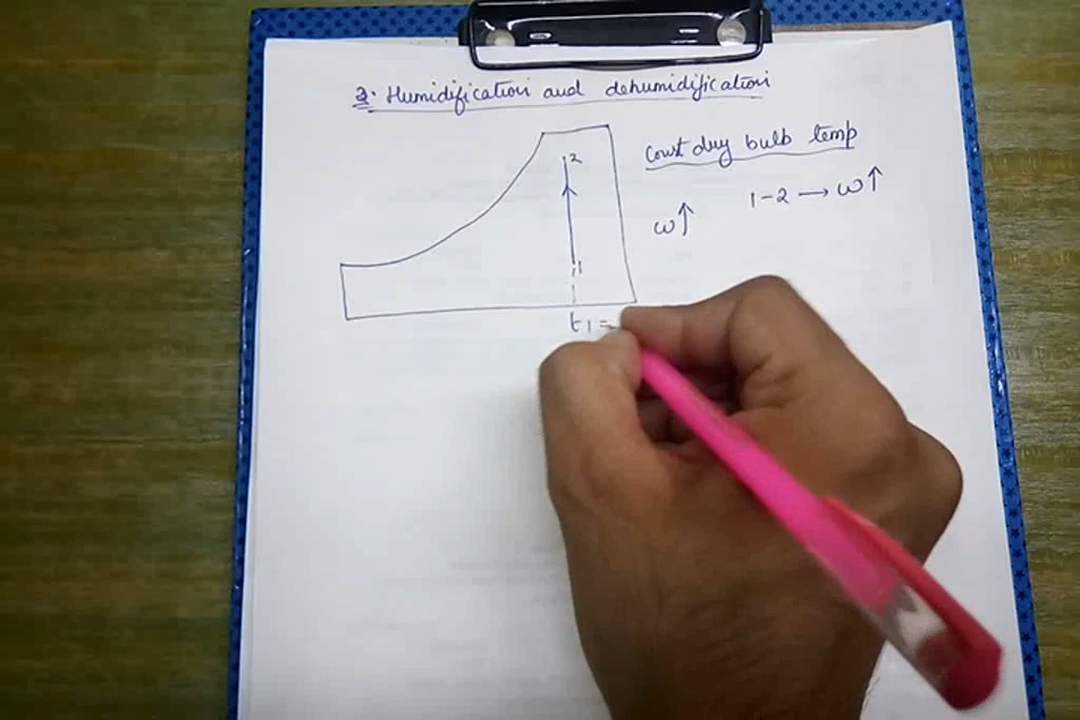 2. Humidification and dehumidification
Const dry bulb temp
1-2 → ω↑
ω↑
2
1
t1 =